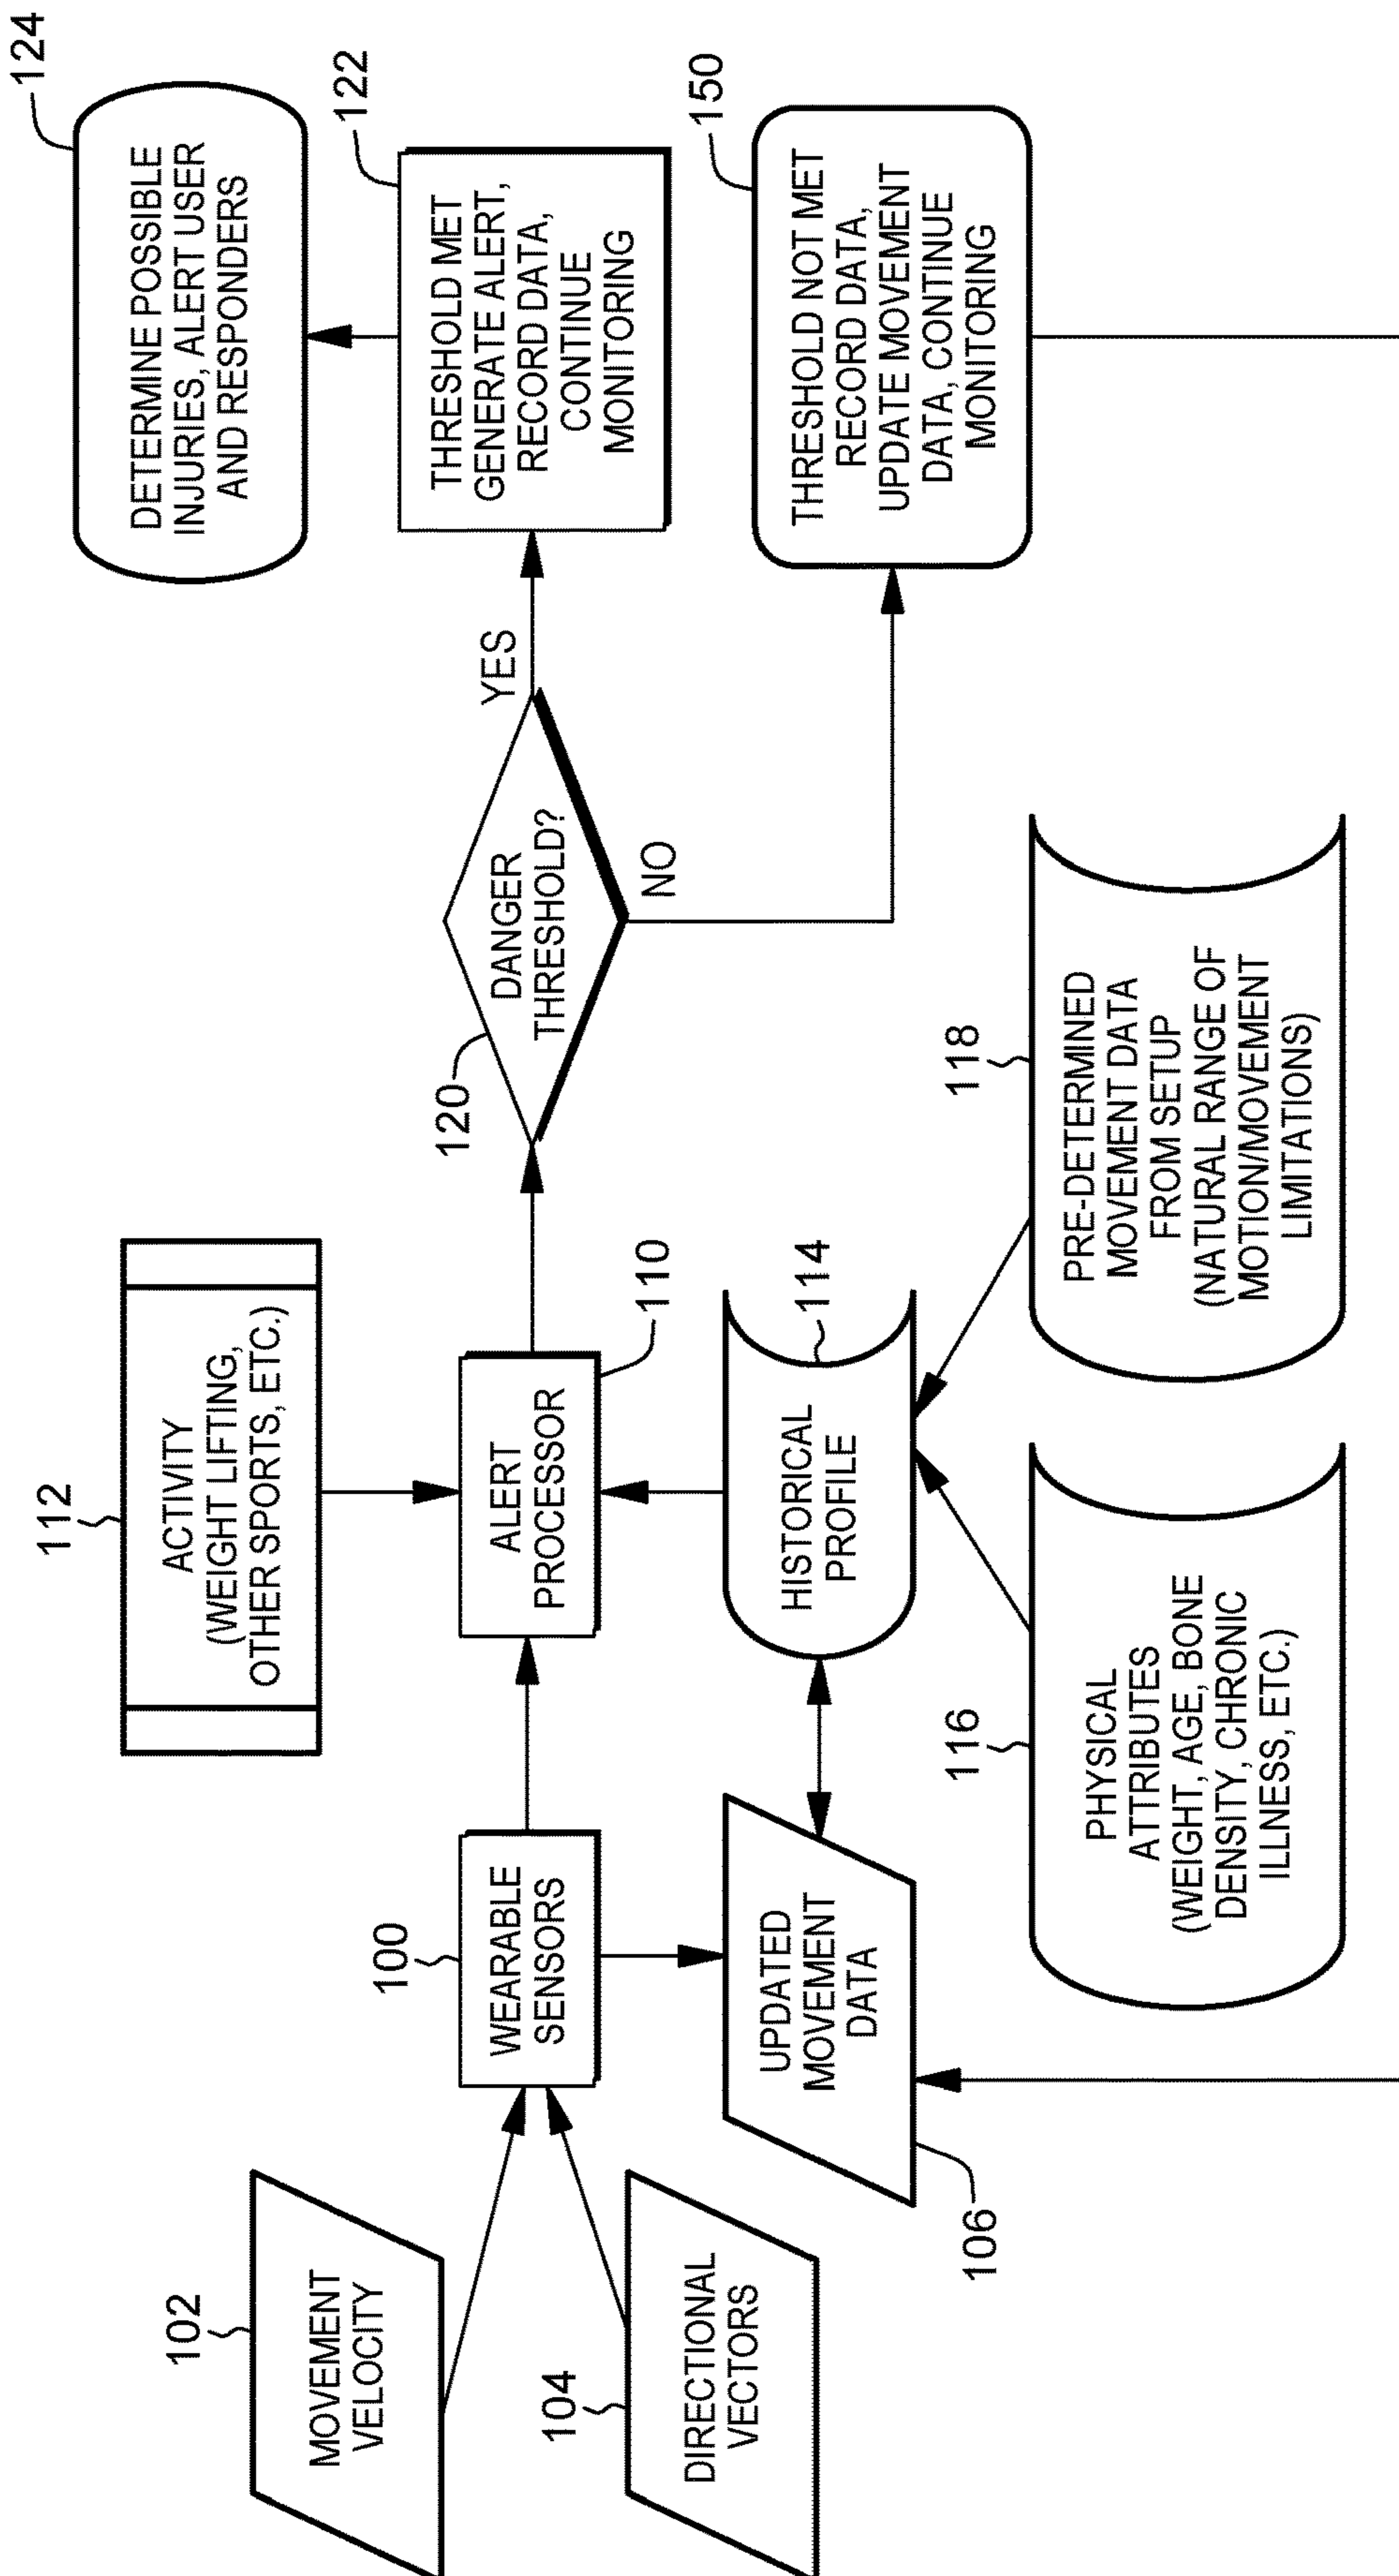 112
ACTIVITY
(WEIGHT LIFTING,
OTHER SPORTS, ETC.)
124
DETERMINE POSSIBLE
INJURIES, ALERT USER
AND RESPONDERS
102
MOVEMENT
VELOCITY
100
WEARABLE
SENSORS
ALERT
PROCESSOR
110
120
DANGER
THRESHOLD?
YES
NO
122
THRESHOLD MET
GENERATE ALERT,
RECORD DATA,
CONTINUE
MONITORING
104
DIRECTIONAL
VECTORS
UPDATED
MOVEMENT
DATA
106
HISTORICAL
PROFILE
114
150
THRESHOLD NOT MET
RECORD DATA,
UPDATE MOVEMENT
DATA, CONTINUE
MONITORING
116
PHYSICAL
ATTRIBUTES
(WEIGHT, AGE, BONE
DENSITY, CHRONIC
ILLNESS, ETC.)
118
PRE-DETERMINED
MOVEMENT DATA
FROM SETUP
(NATURAL RANGE OF
MOTION/MOVEMENT
LIMITATIONS)